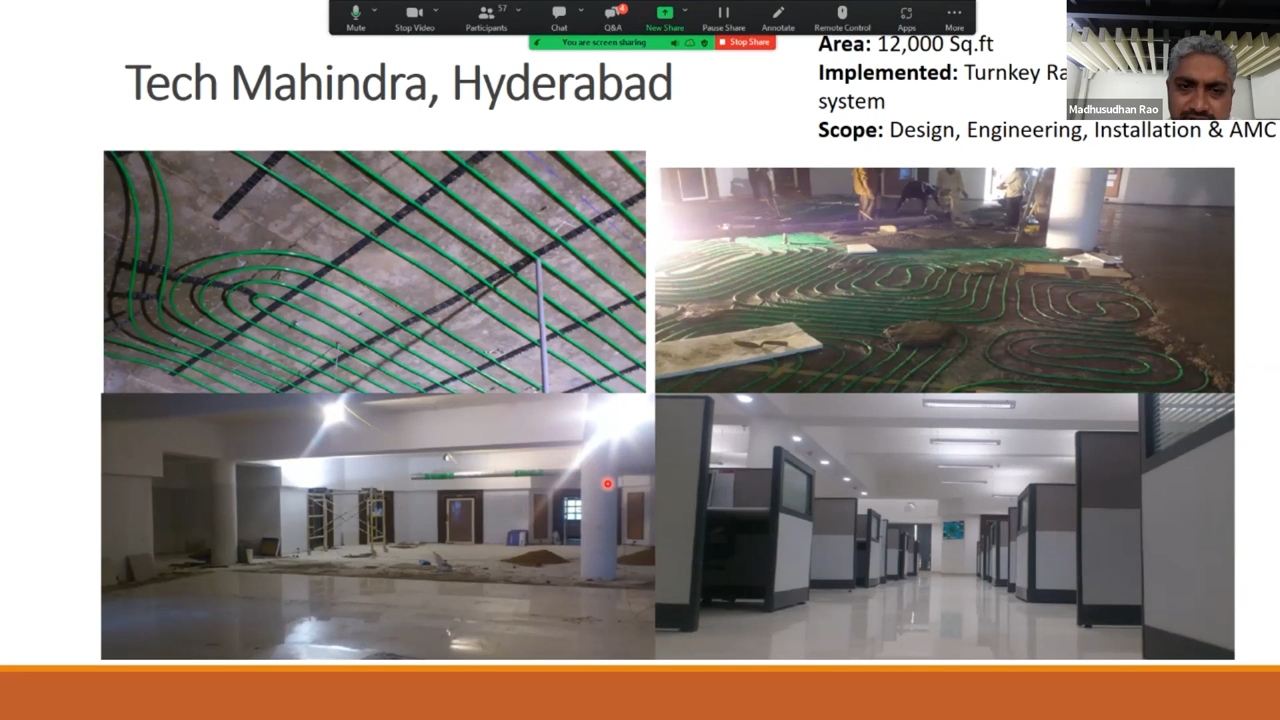 57
4
Mute
Stop Video
Participants
Chat
Q&A
New Share
Pause Share
Annotate
Remote Control
Apps
More
You are screen sharing
Stop Share
Tech Mahindra, Hyderabad
Area: 12,000 Sq.ft
Implemented: Turnkey Ra
system
Scope: Design, Engineering, Installation & AMC
Madhusudhan Rao